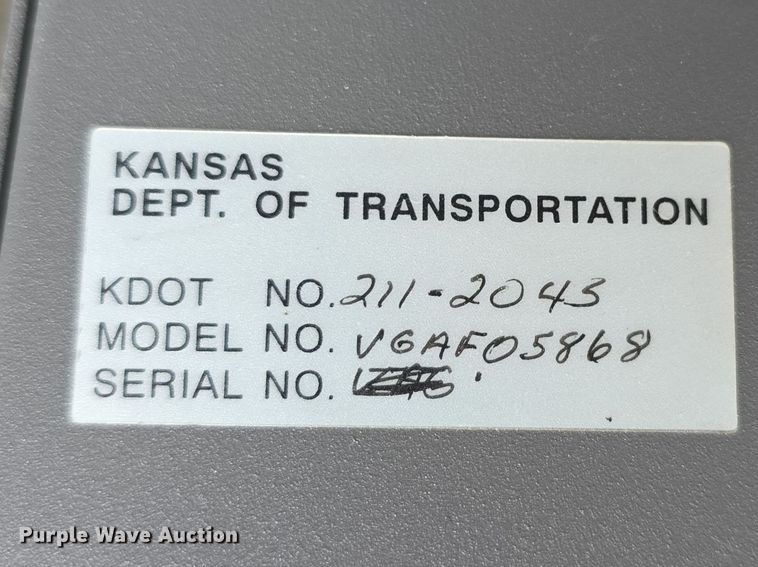 KANSAS
DEPT. OF TRANSPORTATION
KDOT NO. 211-2043
MODEL NO. VGAF05868
SERIAL NO.
Purple Wave Auction